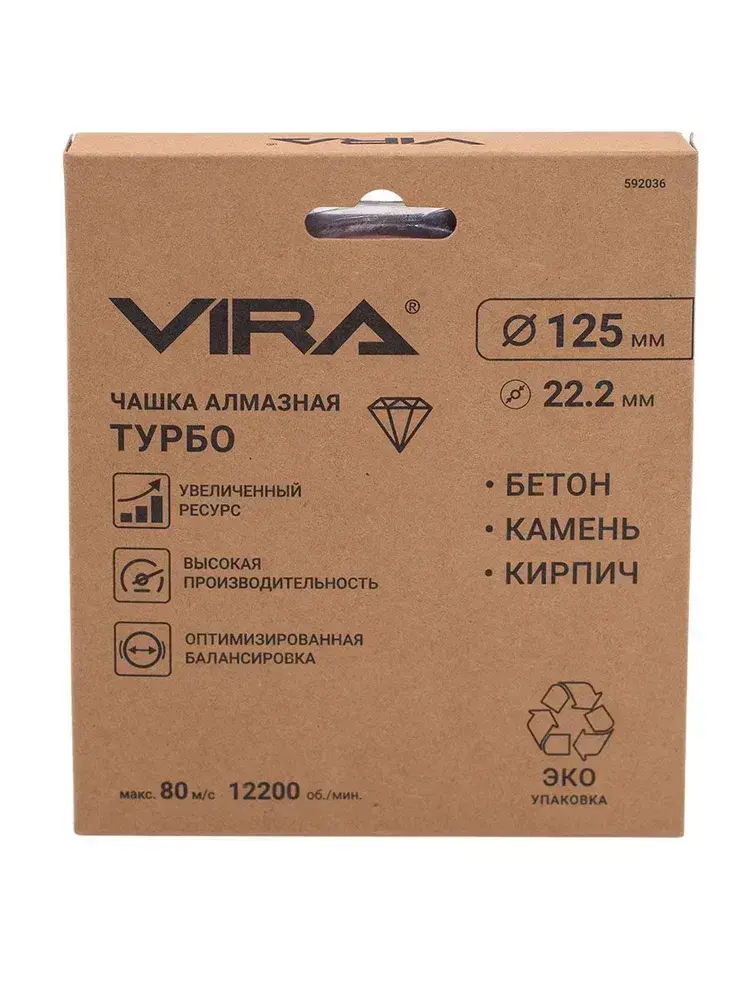 VIRA
592036
VIRA®
Ø 125 мм
22.2 мм
ЧАШКА АЛМАЗНАЯ
ТУРБО
УВЕЛИЧЕННЫЙ
РЕСУРС
ВЫСОКАЯ
ПРОИЗВОДИТЕЛЬНОСТЬ
ОПТИМИЗИРОВАННАЯ
БАЛАНСИРОВКА
• БЕТОН
• КАМЕНЬ
• КИРПИЧ
ЭКО
УПАКОВКА
макс. 80 м/с 12200 об./мин.